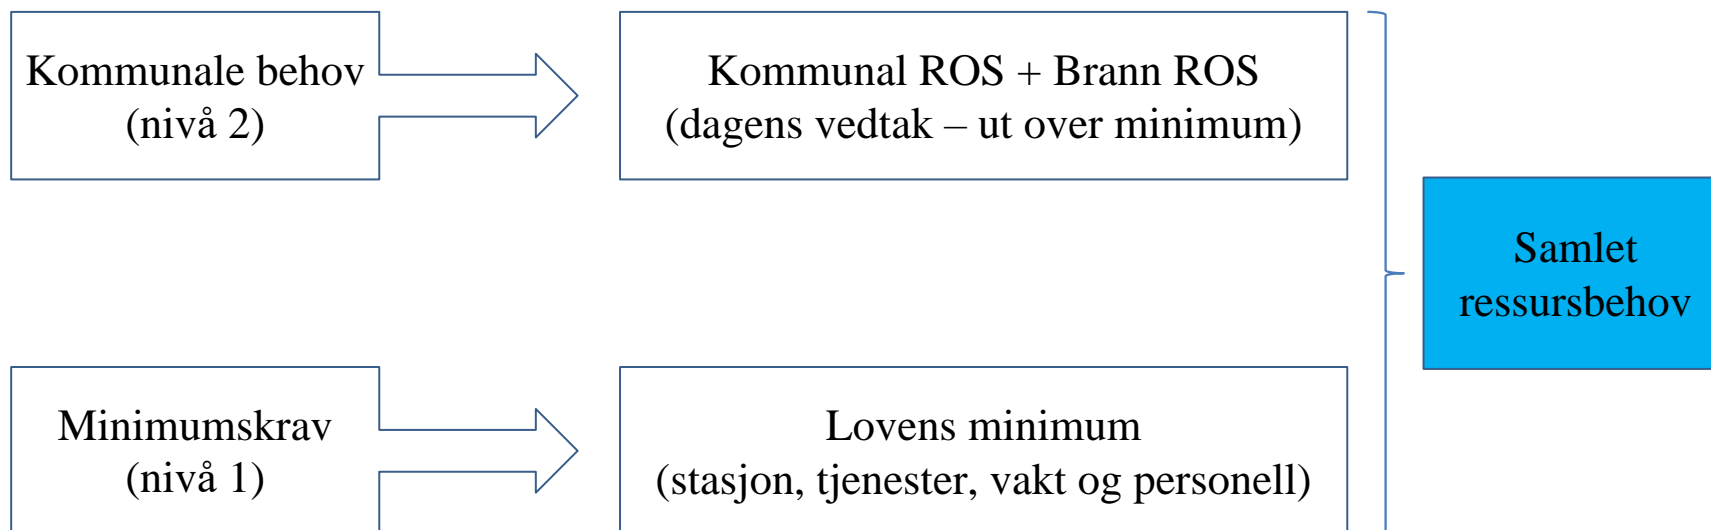 Kommunale behov
(nivå 2)
Kommunal ROS + Brann ROS
(dagens vedtak – ut over minimum)
Samlet
ressursbehov
Minimumskrav
(nivå 1)
Lovens minimum
(stasjon, tjenester, vakt og personell)